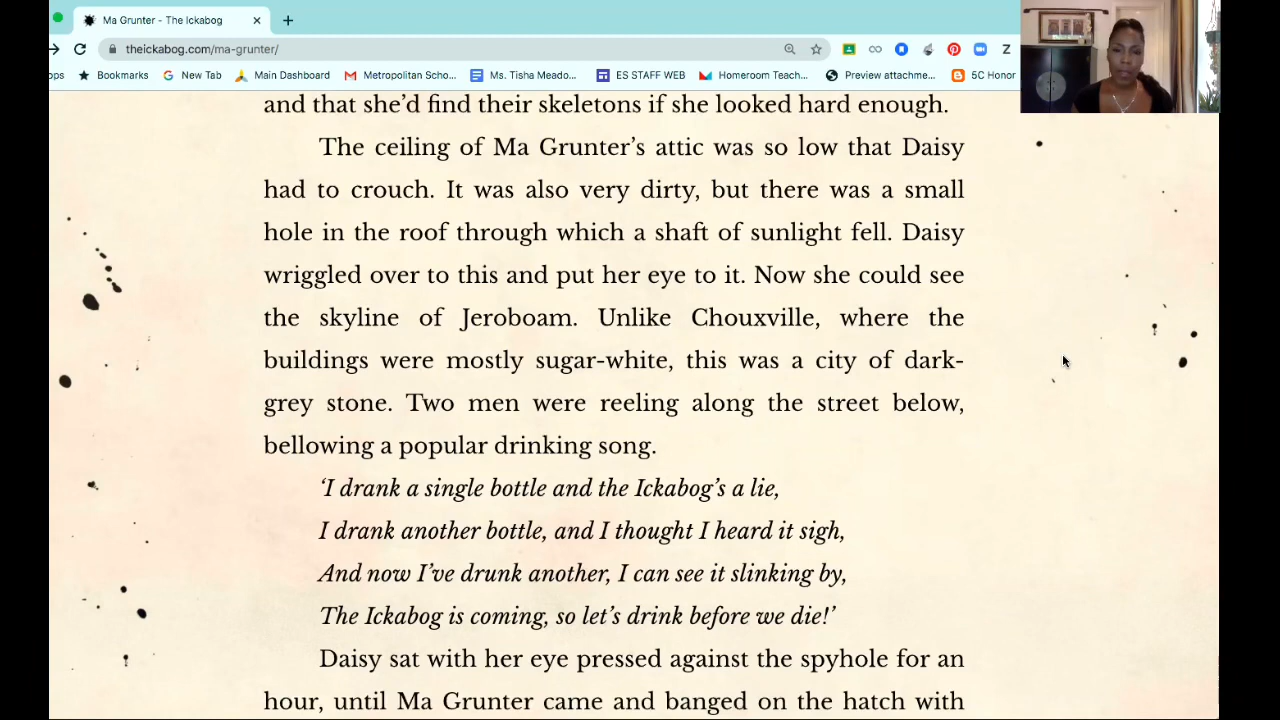 Ma Grunter - The Ickabog
theickabog.com/ma-grunter/
Z
ops Bookmarks New Tab Main Dashboard Metropolitan Scho... Ms. Tisha Meado... ES STAFF WEB Homeroom Teach... Preview attachme... 5C Honor
and that she’d find their skeletons if she looked hard enough.
The ceiling of Ma Grunter’s attic was so low that Daisy
had to crouch. It was also very dirty, but there was a small
hole in the roof through which a shaft of sunlight fell. Daisy
wriggled over to this and put her eye to it. Now she could see
the skyline of Jeroboam. Unlike Chouxville, where the
buildings were mostly sugar-white, this was a city of dark-
grey stone. Two men were reeling along the street below,
bellowing a popular drinking song.
‘I drank a single bottle and the Ickabog’s a lie,
I drank another bottle, and I thought I heard it sigh,
And now I’ve drunk another, I can see it slinking by,
The Ickabog is coming, so let’s drink before we die!’
Daisy sat with her eye pressed against the spyhole for an
hour, until Ma Grunter came and banged on the hatch with